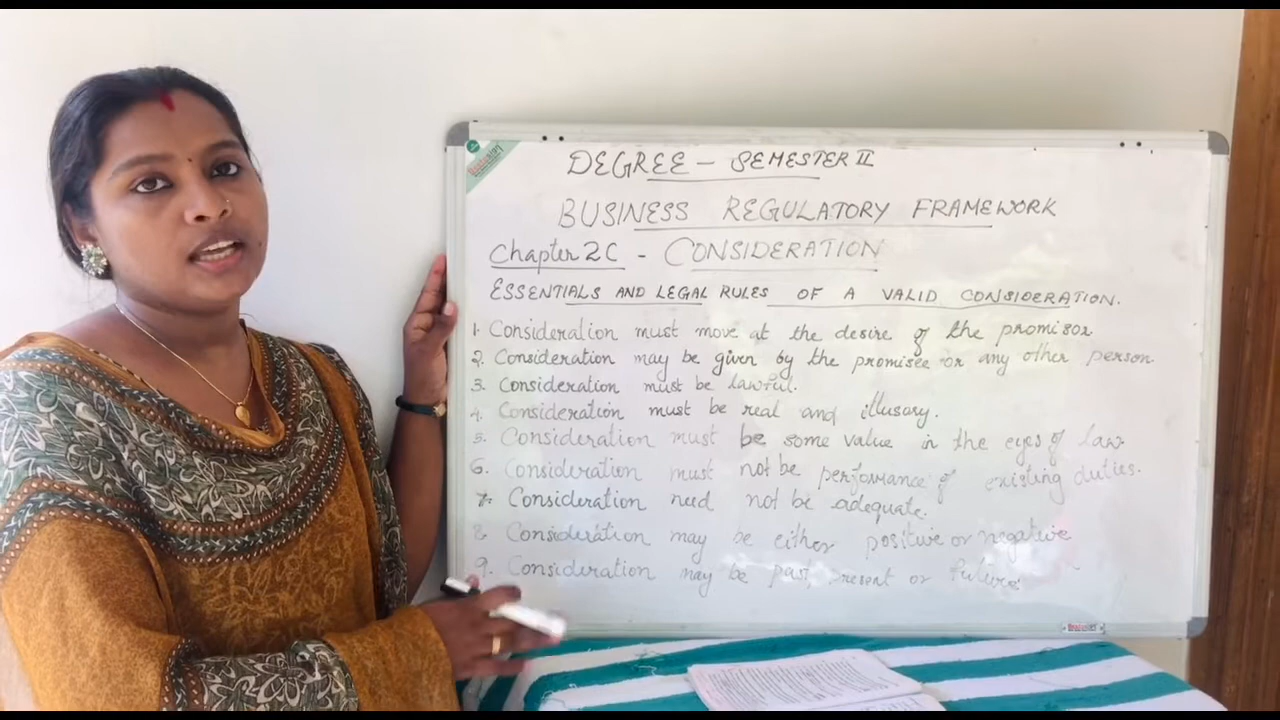 DEGREE - SEMESTER II
BUSINESS REGULATORY FRAMEWORK
Chapter 2C - CONSIDERATION
ESSENTIALS AND LEGAL RULES OF A VALID CONSIDERATION.
1. Consideration must move at the desire of the promisor
2. Consideration may be given by the promisee or any other person
3. Consideration must be lawful.
4. Consideration must be real and illusory.
5. Consideration must be some value in the eyes of law
6. Consideration must not be performance of existing duties.
7. Consideration need not be adequate.
8. Consideration may be either positive or negative
9. Consideration may be past, present or future